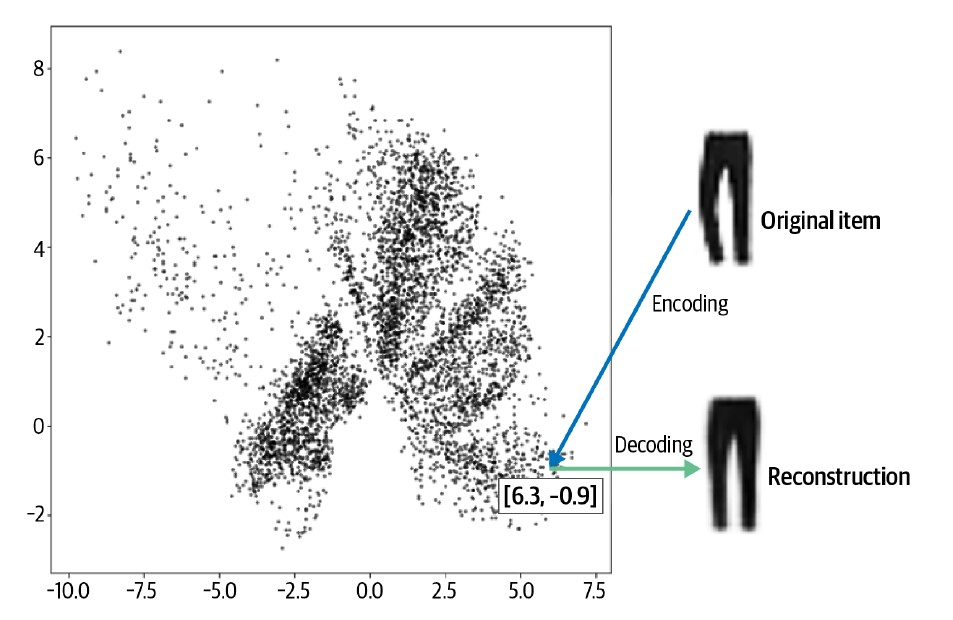 8
6
4
2
0
−2
−10.0 −7.5 −5.0 −2.5 0.0 2.5 5.0 7.5
Original item
Encoding
Decoding
[6.3, −0.9]
Reconstruction